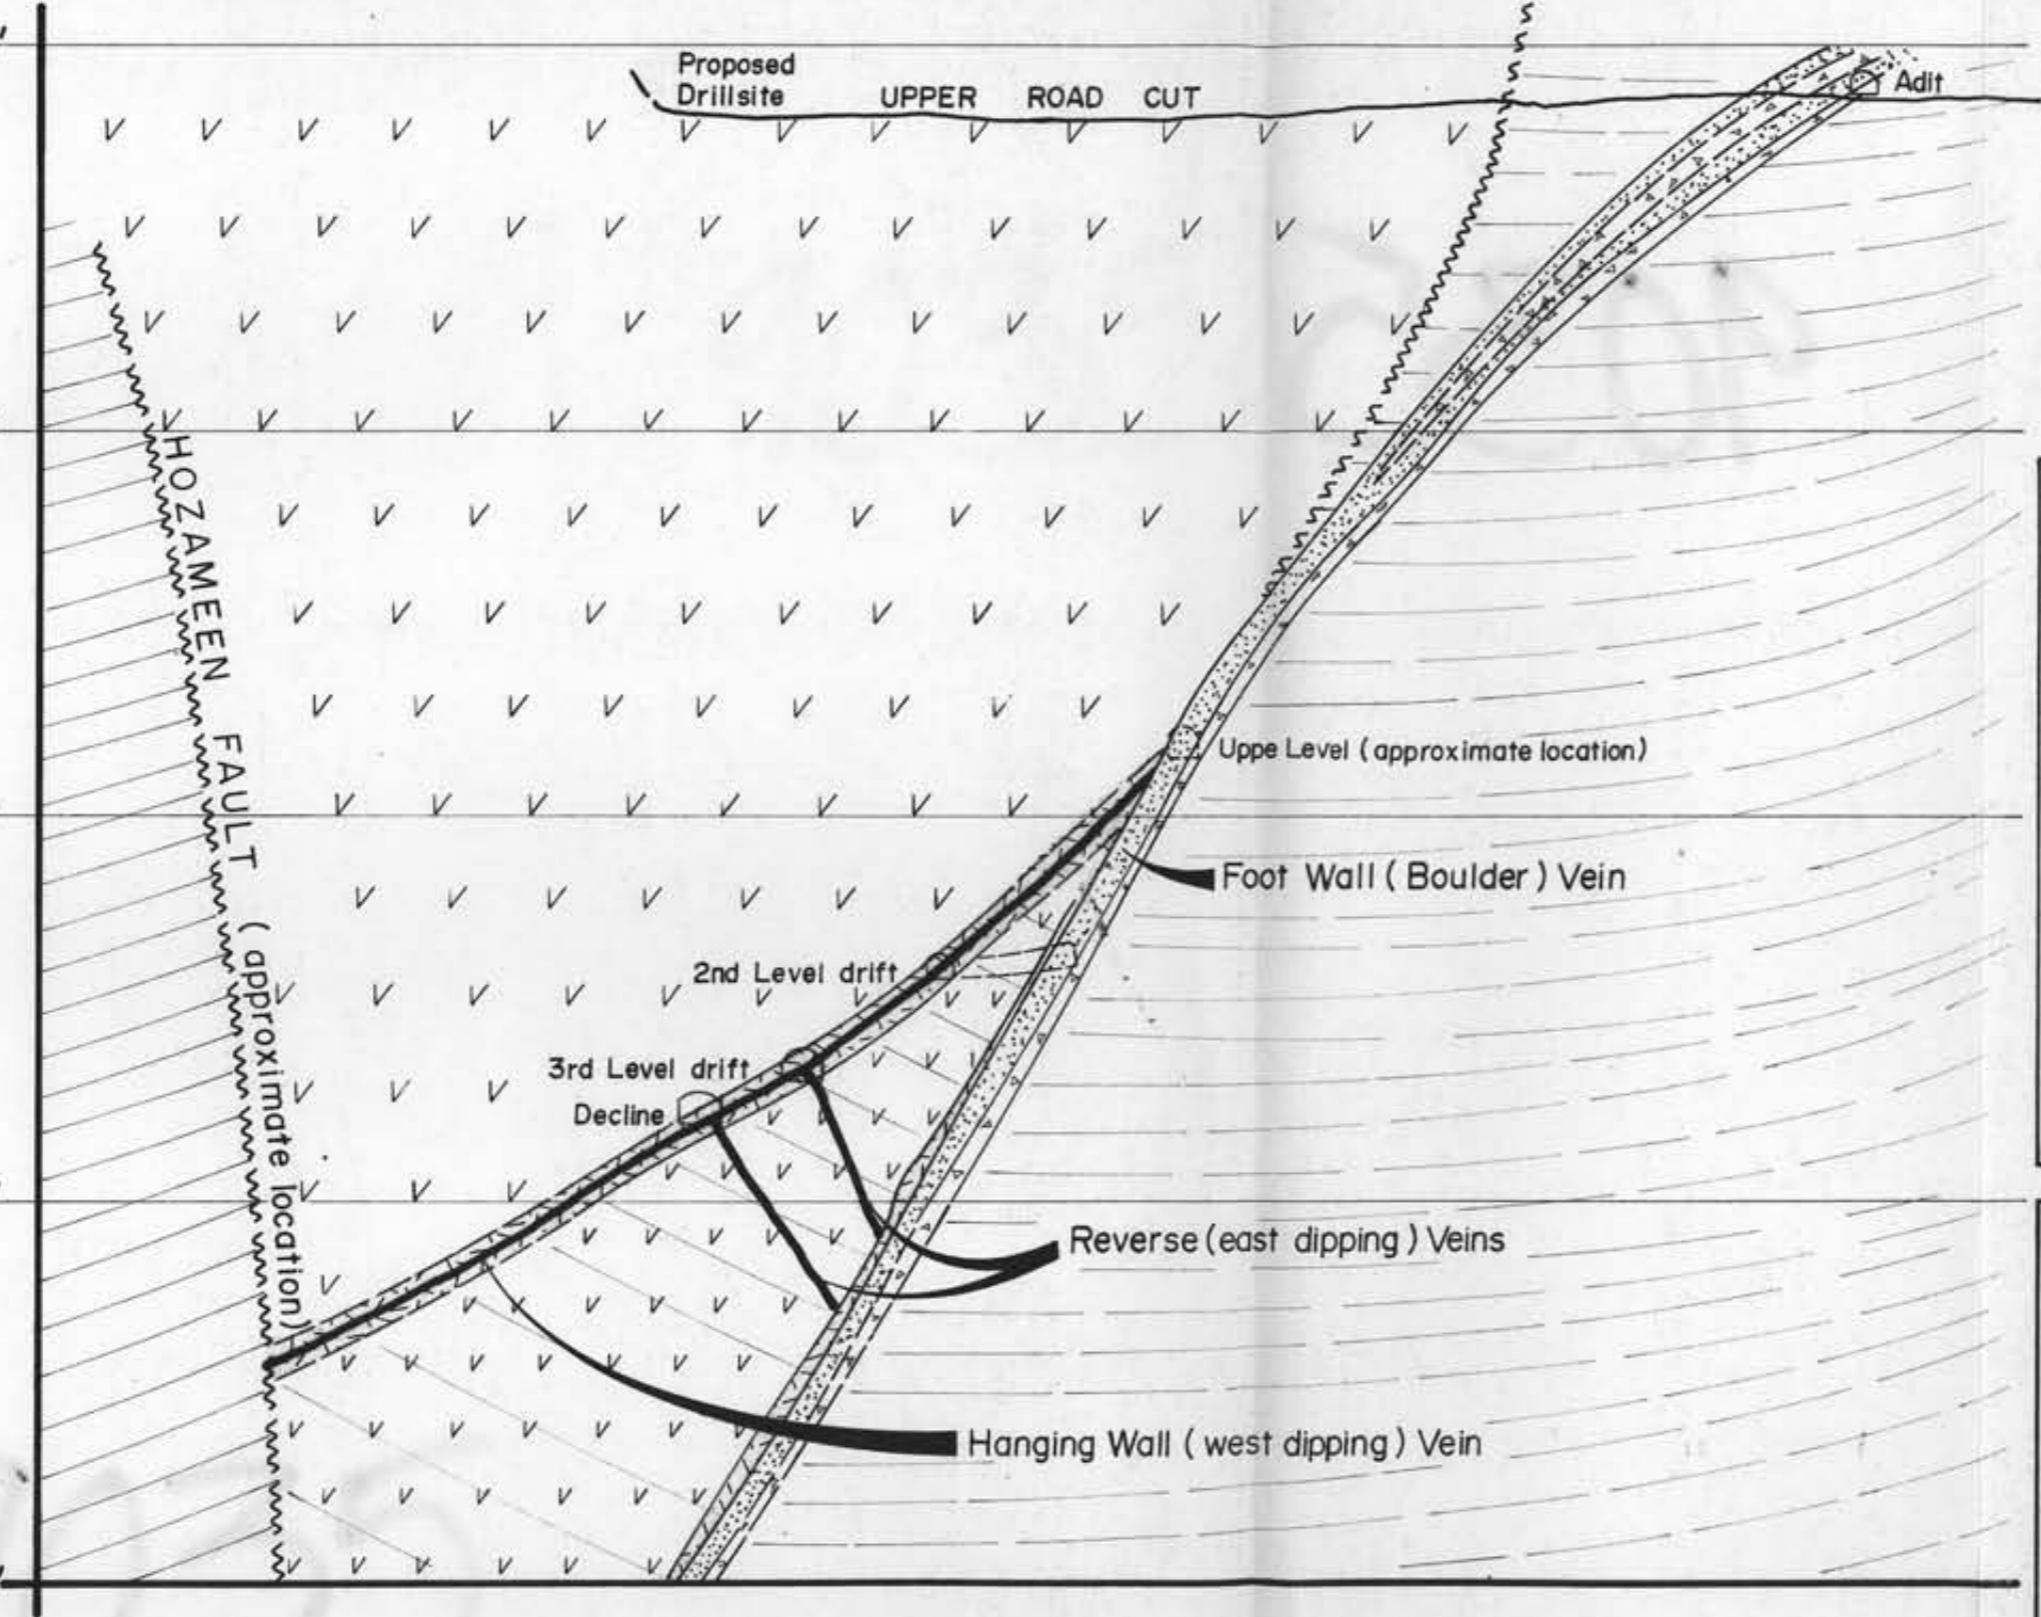 Proposed
Drillsite
UPPER ROAD CUT
Adit
HOZAMEEN FAULT (approximate location)
Uppe Level (approximate location)
Foot Wall (Boulder) Vein
2nd Level drift
3rd Level drift
Decline
Reverse (east dipping) Veins
Hanging Wall (west dipping) Vein